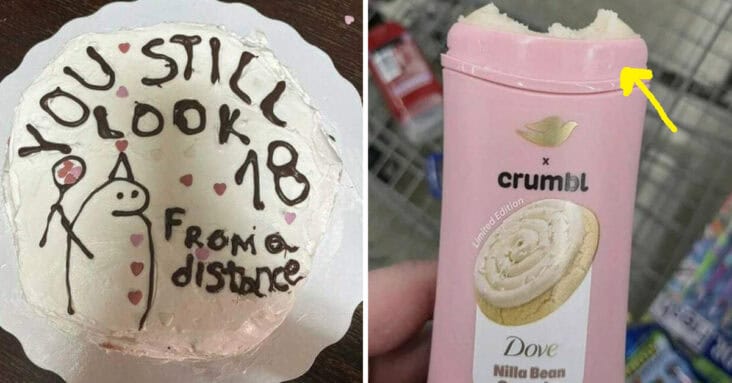 YOU STILL
LOOK
18
FROM a
distance
x
crumbl
Limited Edition
Dove
Nilla Bean